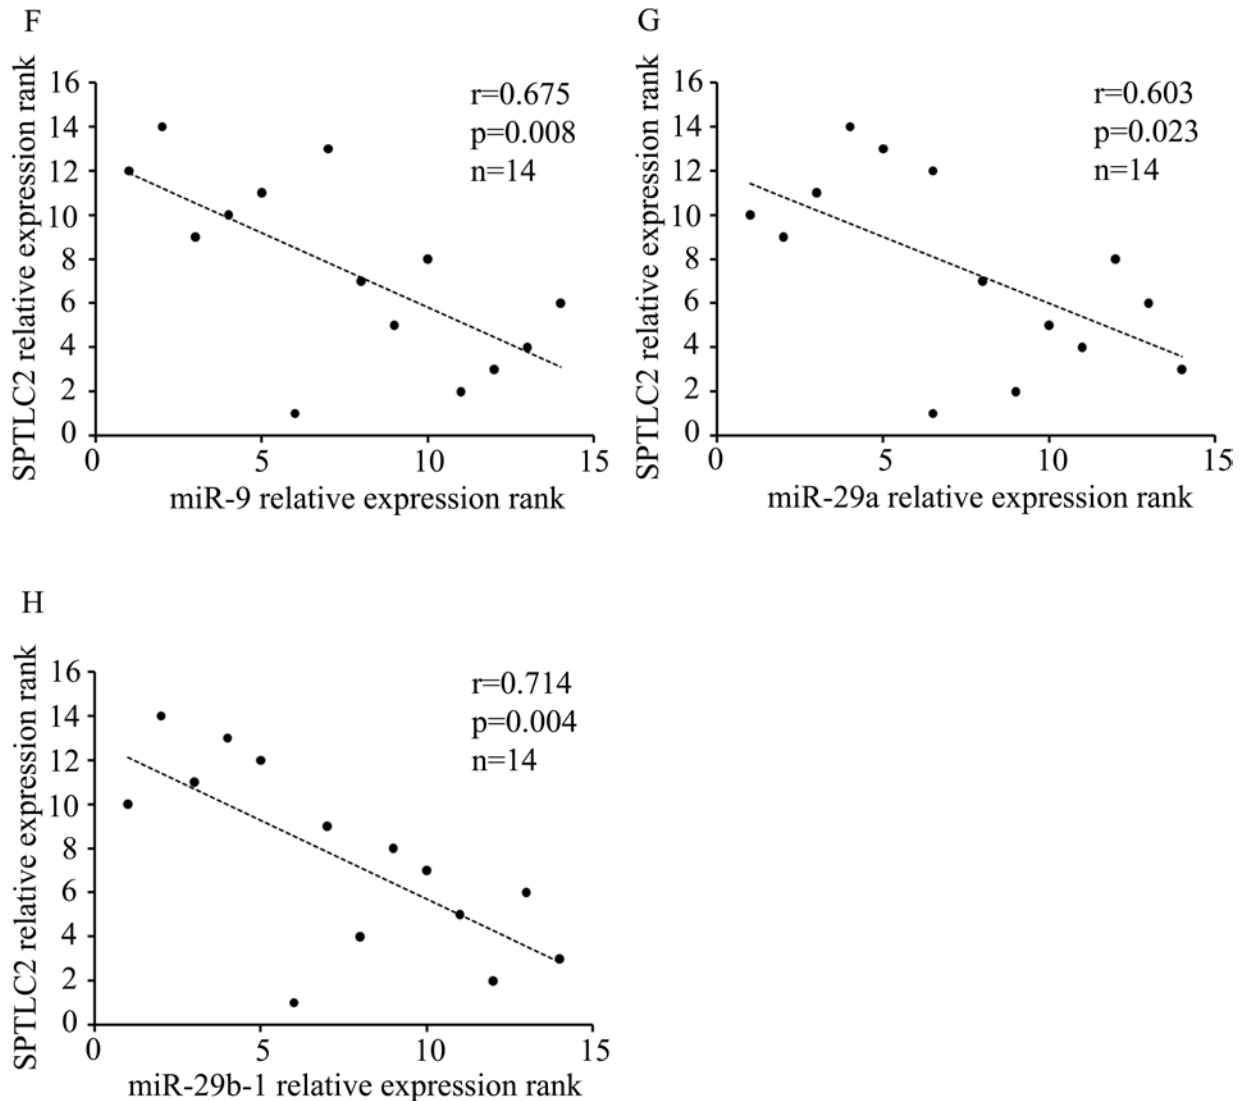 F
SPTLC2 relative expression rank
16
14
12
10
8
6
4
2
0
0 5 10 15
miR-9 relative expression rank
r=0.675
p=0.008
n=14
G
SPTLC2 relative expression rank
16
14
12
10
8
6
4
2
0
0 5 10 15
miR-29a relative expression rank
r=0.603
p=0.023
n=14
H
SPTLC2 relative expression rank
16
14
12
10
8
6
4
2
0
0 5 10 15
miR-29b-1 relative expression rank
r=0.714
p=0.004
n=14